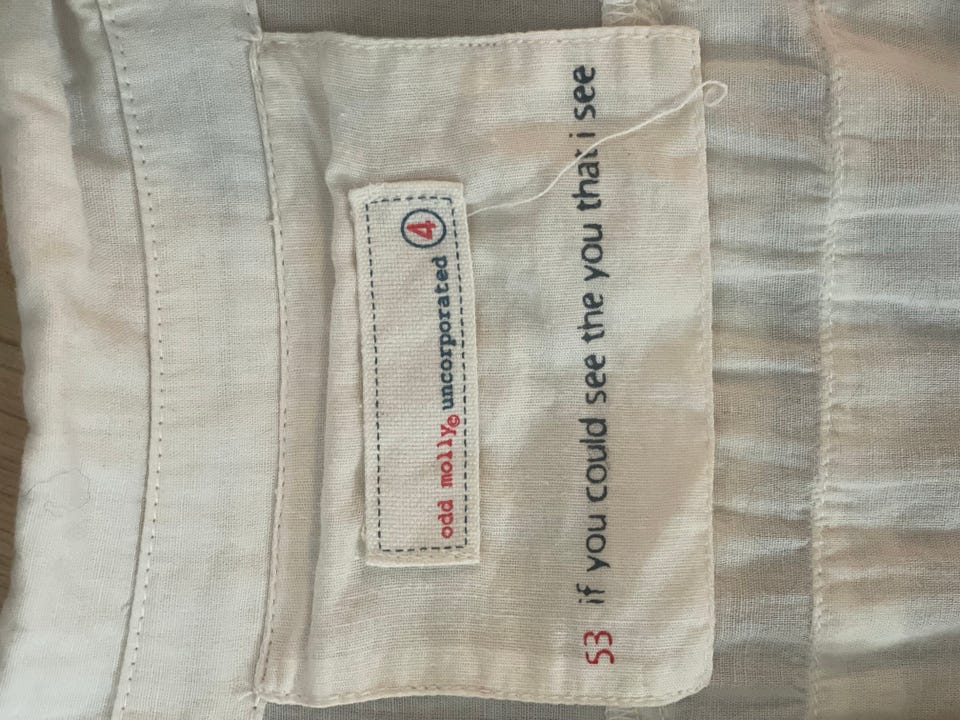 odd molly© uncorporated 4
53 if you could see the you that i see